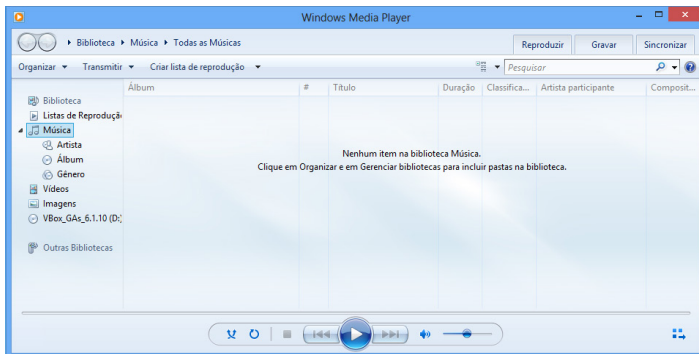 Windows Media Player
Biblioteca Música Todas as Músicas
Reproduzir Gravar Sincronizar
Organizar Transmitir Criar lista de reprodução Pesquisar
Álbum # Título Duração Classifica... Artista participante Composit...
Biblioteca
Listas de Reproduçã
Música
Artista
Álbum
Gênero
Vídeos
Imagens
VBox_GAs_6.1.10 (D:)
Outras Bibliotecas
Nenhum item na biblioteca Música.
Clique em Organizar e em Gerenciar bibliotecas para incluir pastas na biblioteca.